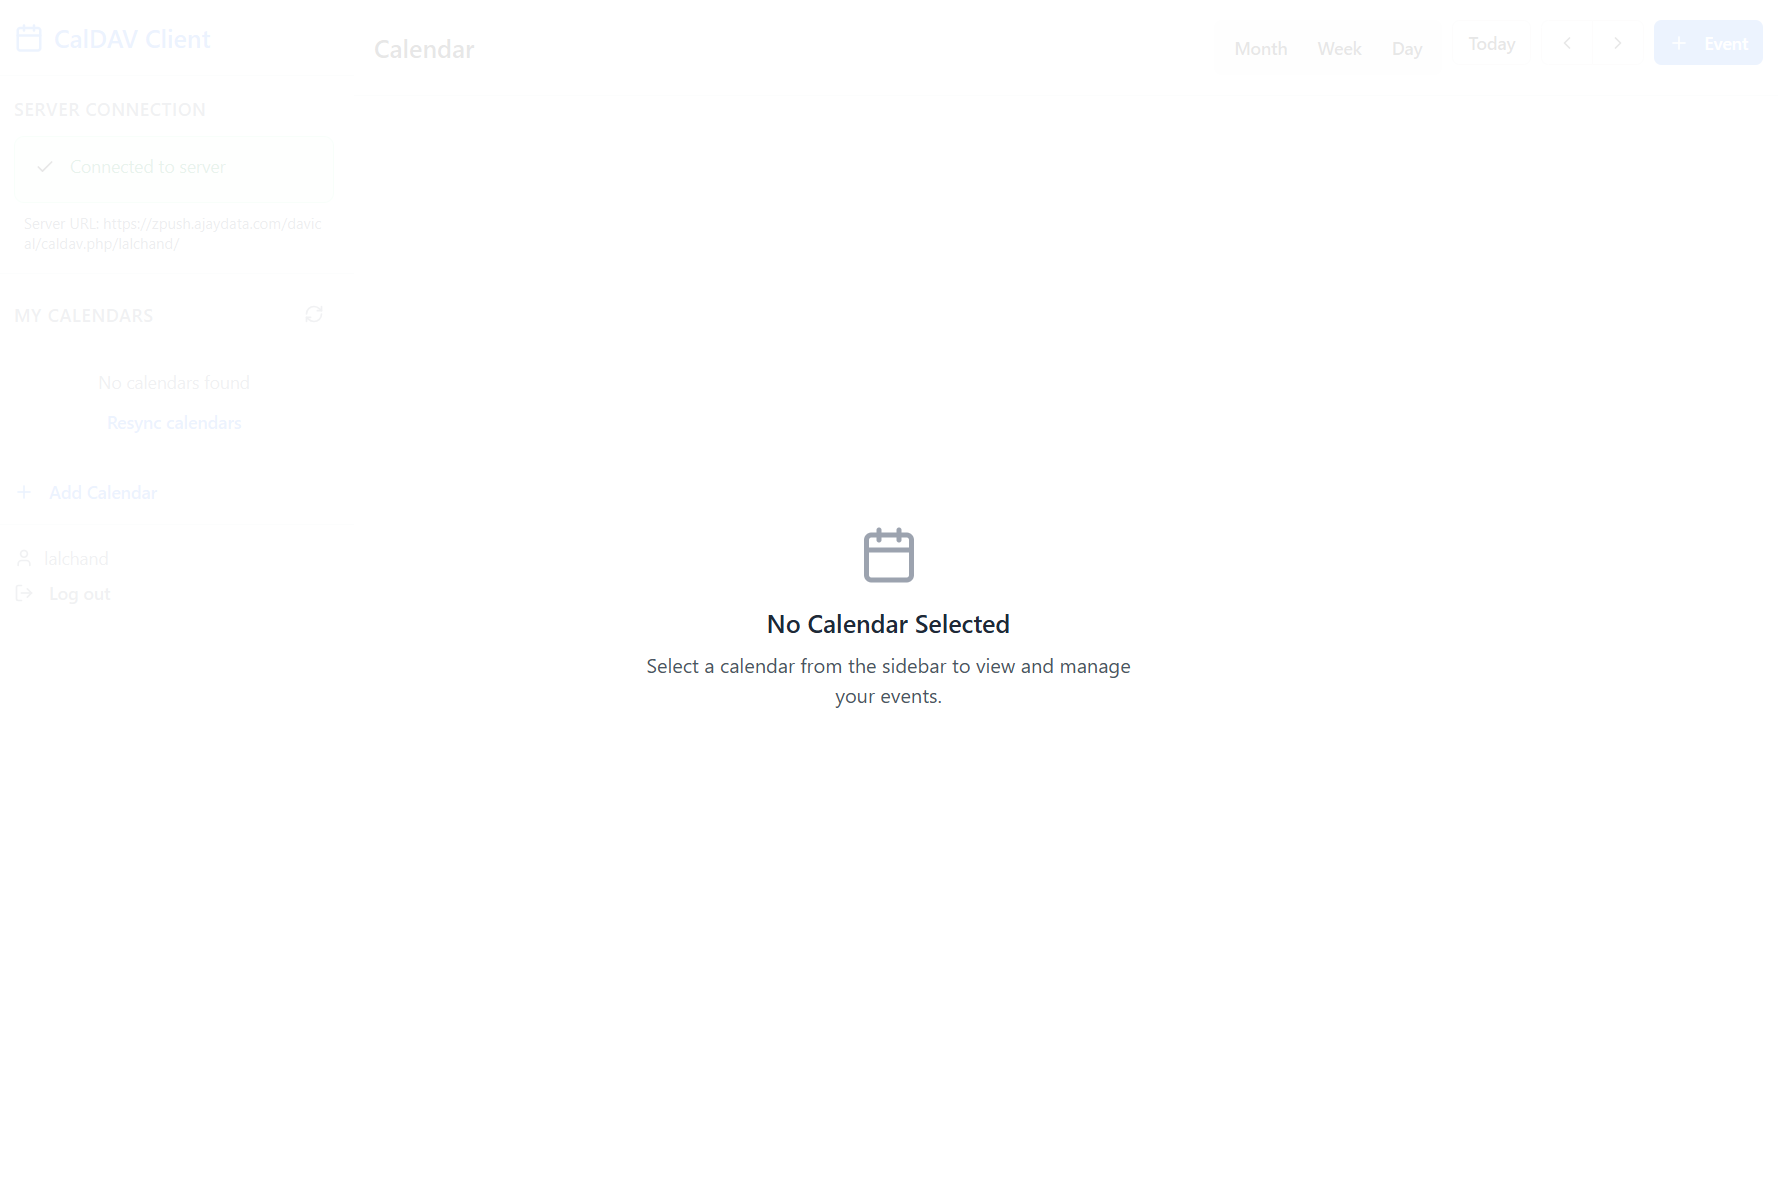 CalDAV Client
Calendar
Month
Week
Day
Today
Event
SERVER CONNECTION
Connected to server
Server URL: https://zpush.ajaydata.com/davic
al/caldav.php/lalchand/
MY CALENDARS
No calendars found
Resync calendars
Add Calendar
lalchand
Log out
No Calendar Selected
Select a calendar from the sidebar to view and manage
your events.